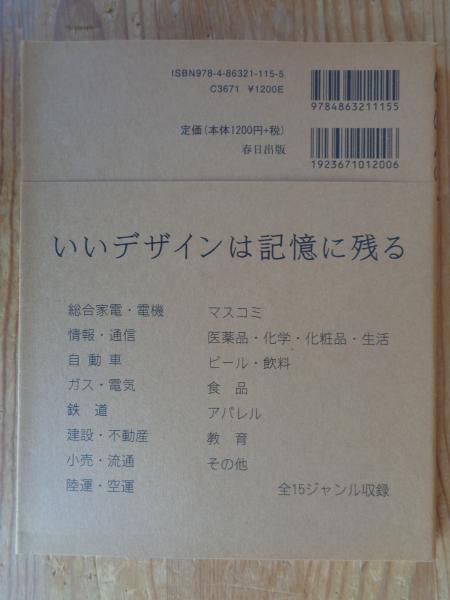 ISBN978-4-86321-115-5
C3671 ¥1200E
9784863211155
定価(本体1200円+税)
春日出版
1923671012006
いいデザインは記憶に残る
総合家電・電機
情報・通信
自動車
ガス・電気
鉄道
建設・不動産
小売・流通
陸運・空運
マスコミ
医薬品・化学・化粧品・生活
ビール・飲料
食品
アパレル
教育
その他
全15ジャンル収録